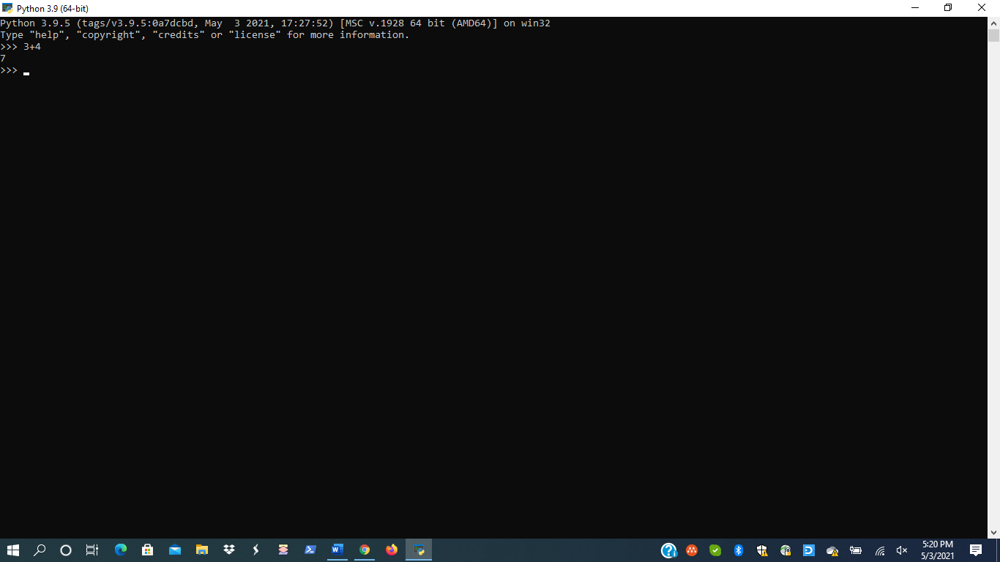 Python 3.9 (64-bit)
Python 3.9.5 (tags/v3.9.5:0a7dcbd, May  3 2021, 17:27:52) [MSC v.1928 64 bit (AMD64)] on win32
Type "help", "copyright", "credits" or "license" for more information.
>>> 3+4
7
>>>
5:20 PM
5/3/2021